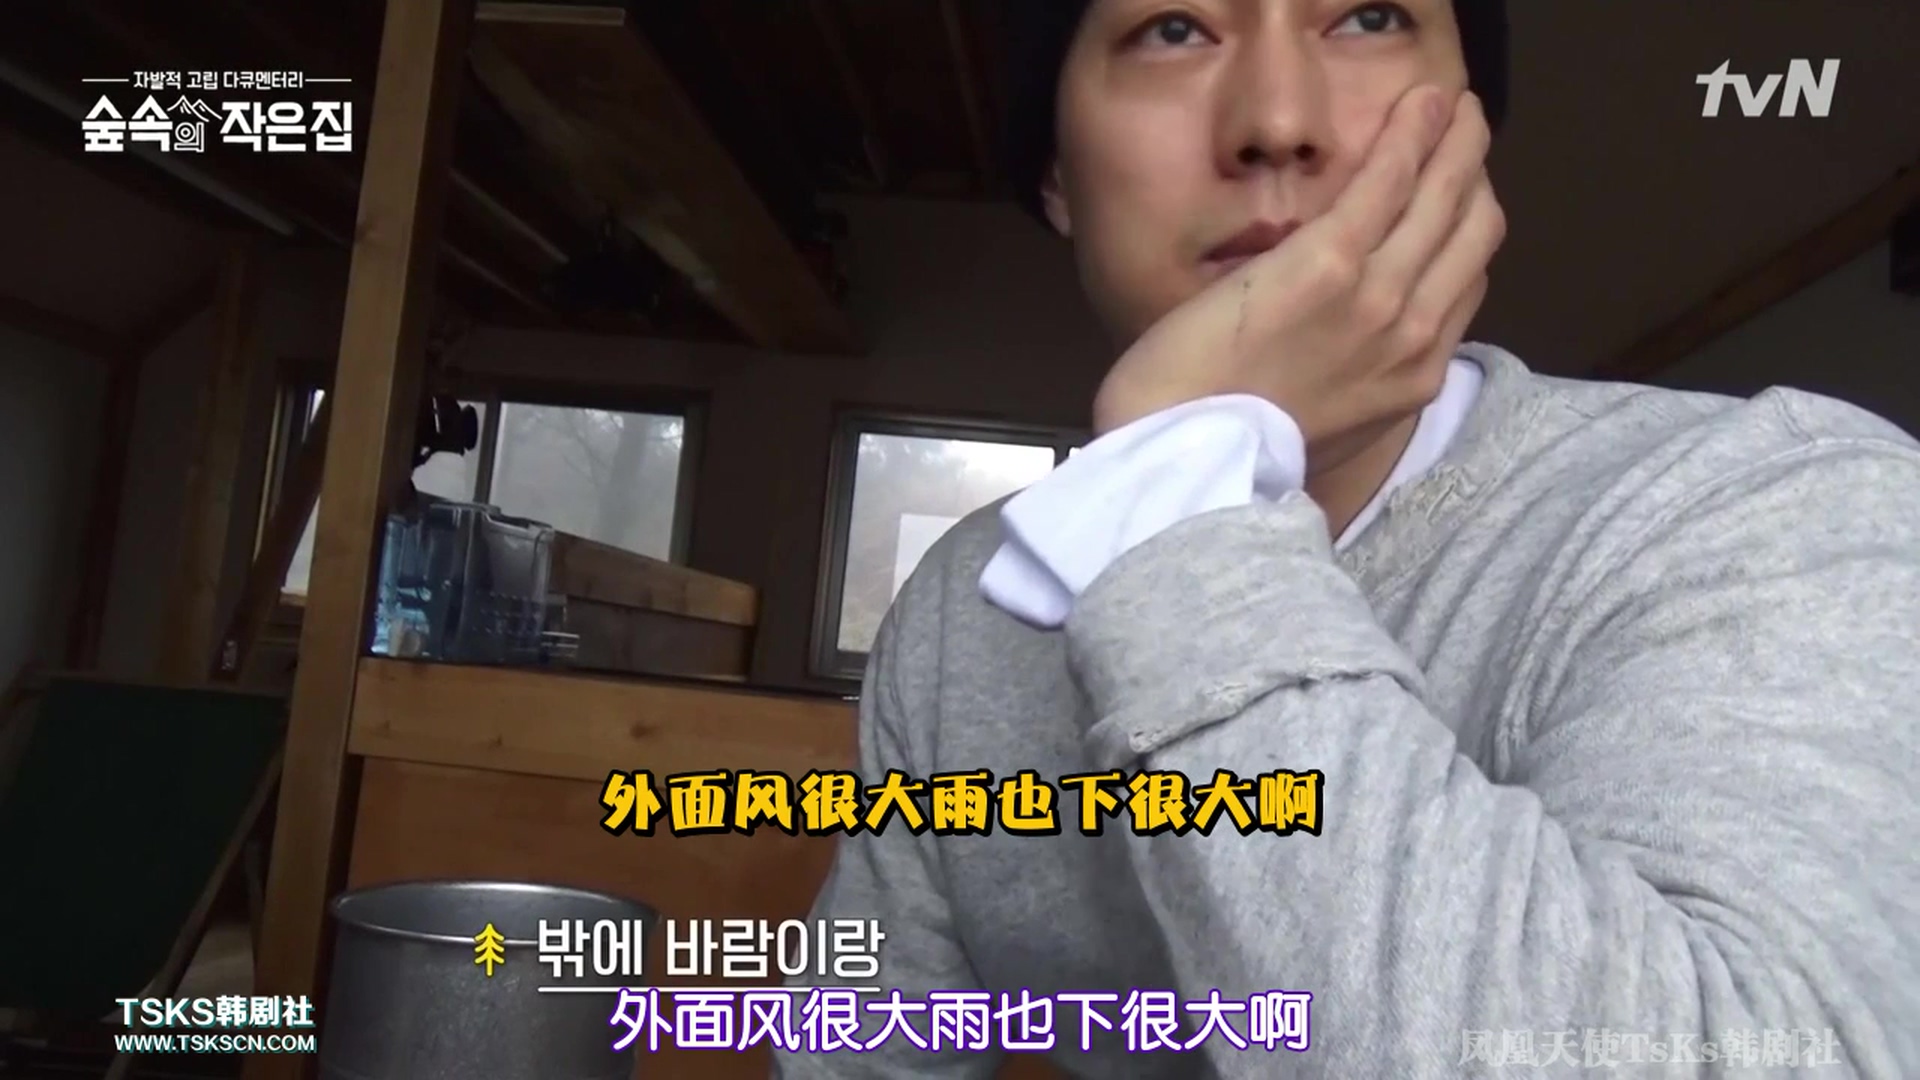 자발적 고립 다큐멘터리
숲속의 작은집
tvN
外面风很大雨也下很大啊
밖에 바람이랑
外面风很大雨也下很大啊
TSKS韩剧社
WWW.TSKSCN.COM
凤凰天使TsKs韩剧社